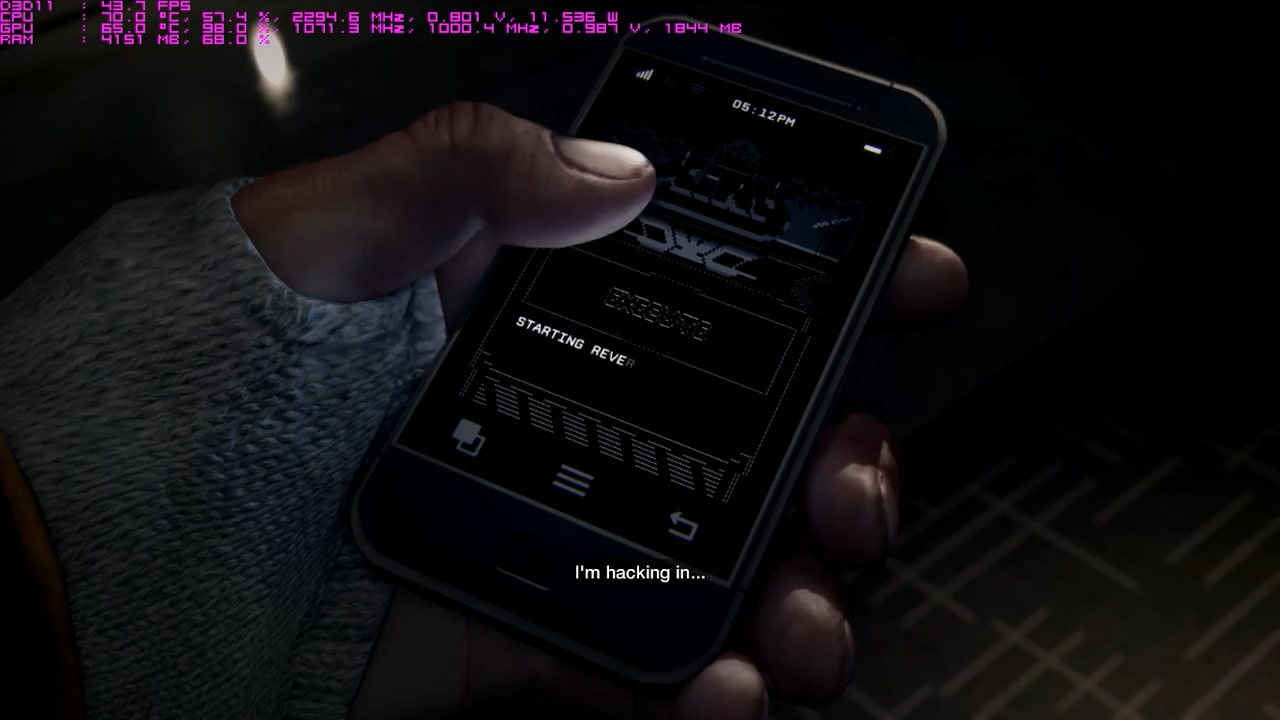 D3D11 : 43.7 FPS
CPU : 70.0 °C, 57.4 %, 2294.6 MHz, 0.801 V, 11.536 W
GPU : 65.0 °C, 98.0 %, 1071.3 MHz, 1000.4 MHz, 0.987 V, 1844 MB
RAM : 4151 MB, 68.0 %
05:12PM
EXECUTE
STARTING REVER
I'm hacking in...